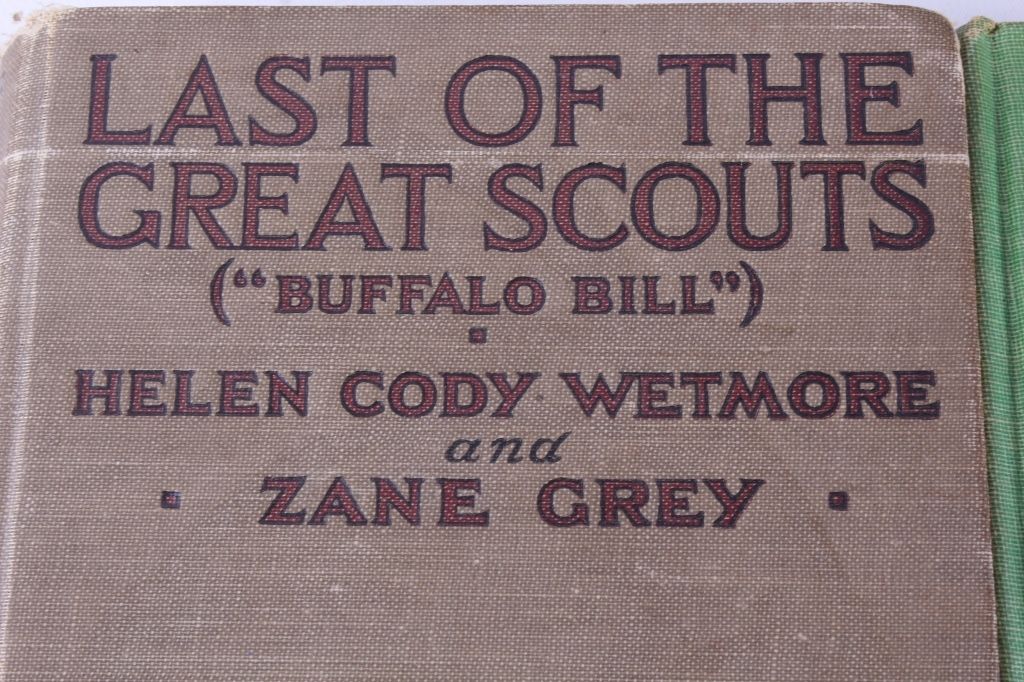 LAST OF THE
GREAT SCOUTS
("BUFFALO BILL")
HELEN CODY WETMORE
and
ZANE GREY